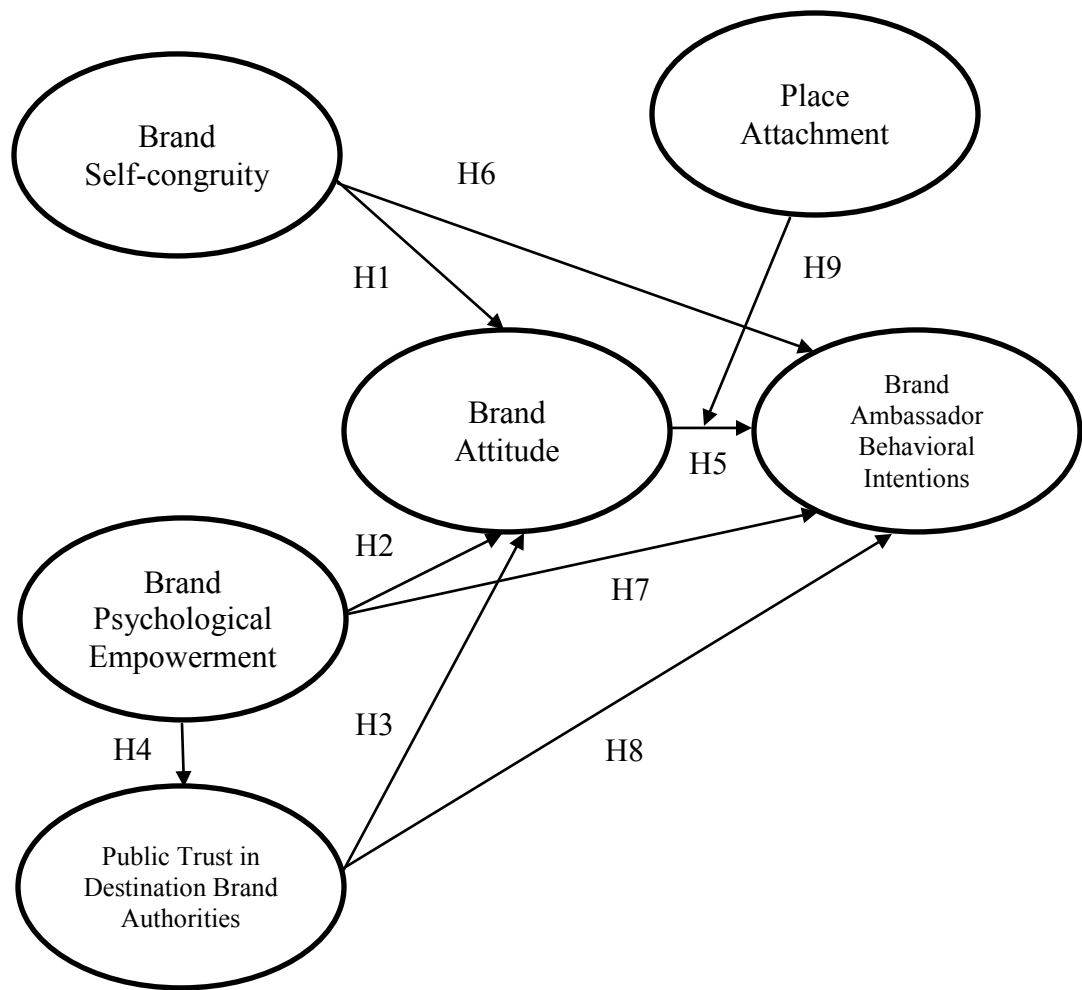 Place
Attachment
Brand
Self-congruity
H6
H1
H9
Brand
Attitude
H5
Brand
Ambassador
Behavioral
Intentions
H2
H7
Brand
Psychological
Empowerment
H3
H4
H8
Public Trust in
Destination Brand
Authorities